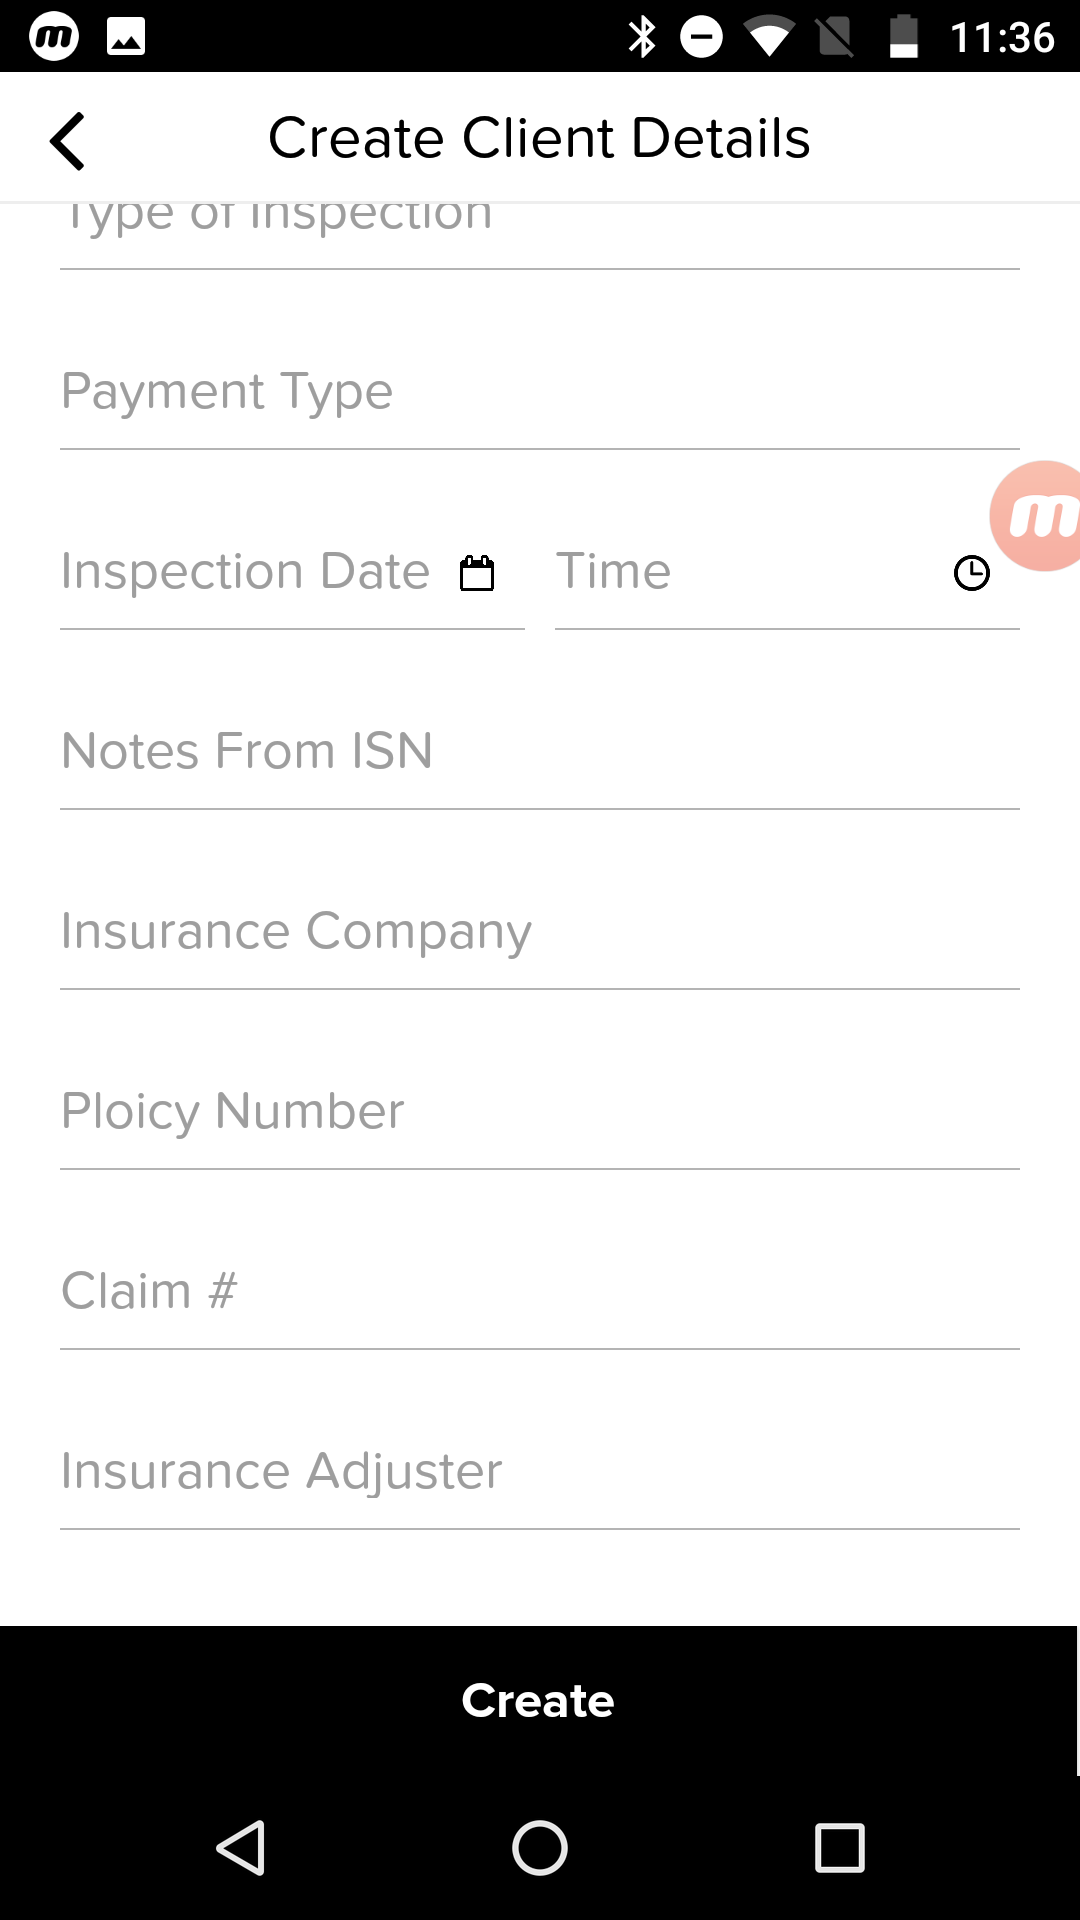 11:36
Create Client Details
Type of Inspection
Payment Type
Inspection Date Time
Notes From ISN
Insurance Company
Ploicy Number
Claim #
Insurance Adjuster
Create